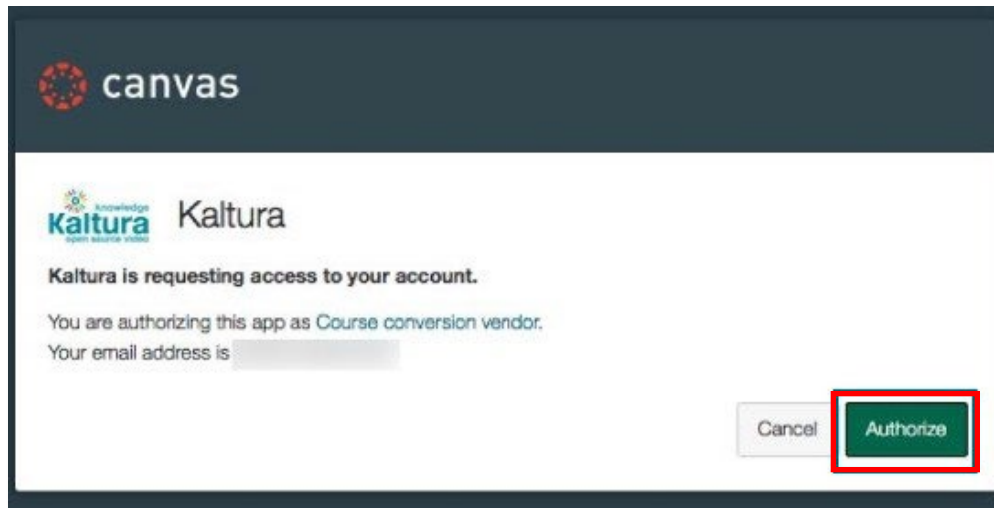 canvas
knowledge
Kaltura
open source video
Kaltura
Kaltura is requesting access to your account.
You are authorizing this app as Course conversion vendor.
Your email address is
Cancel
Authorize